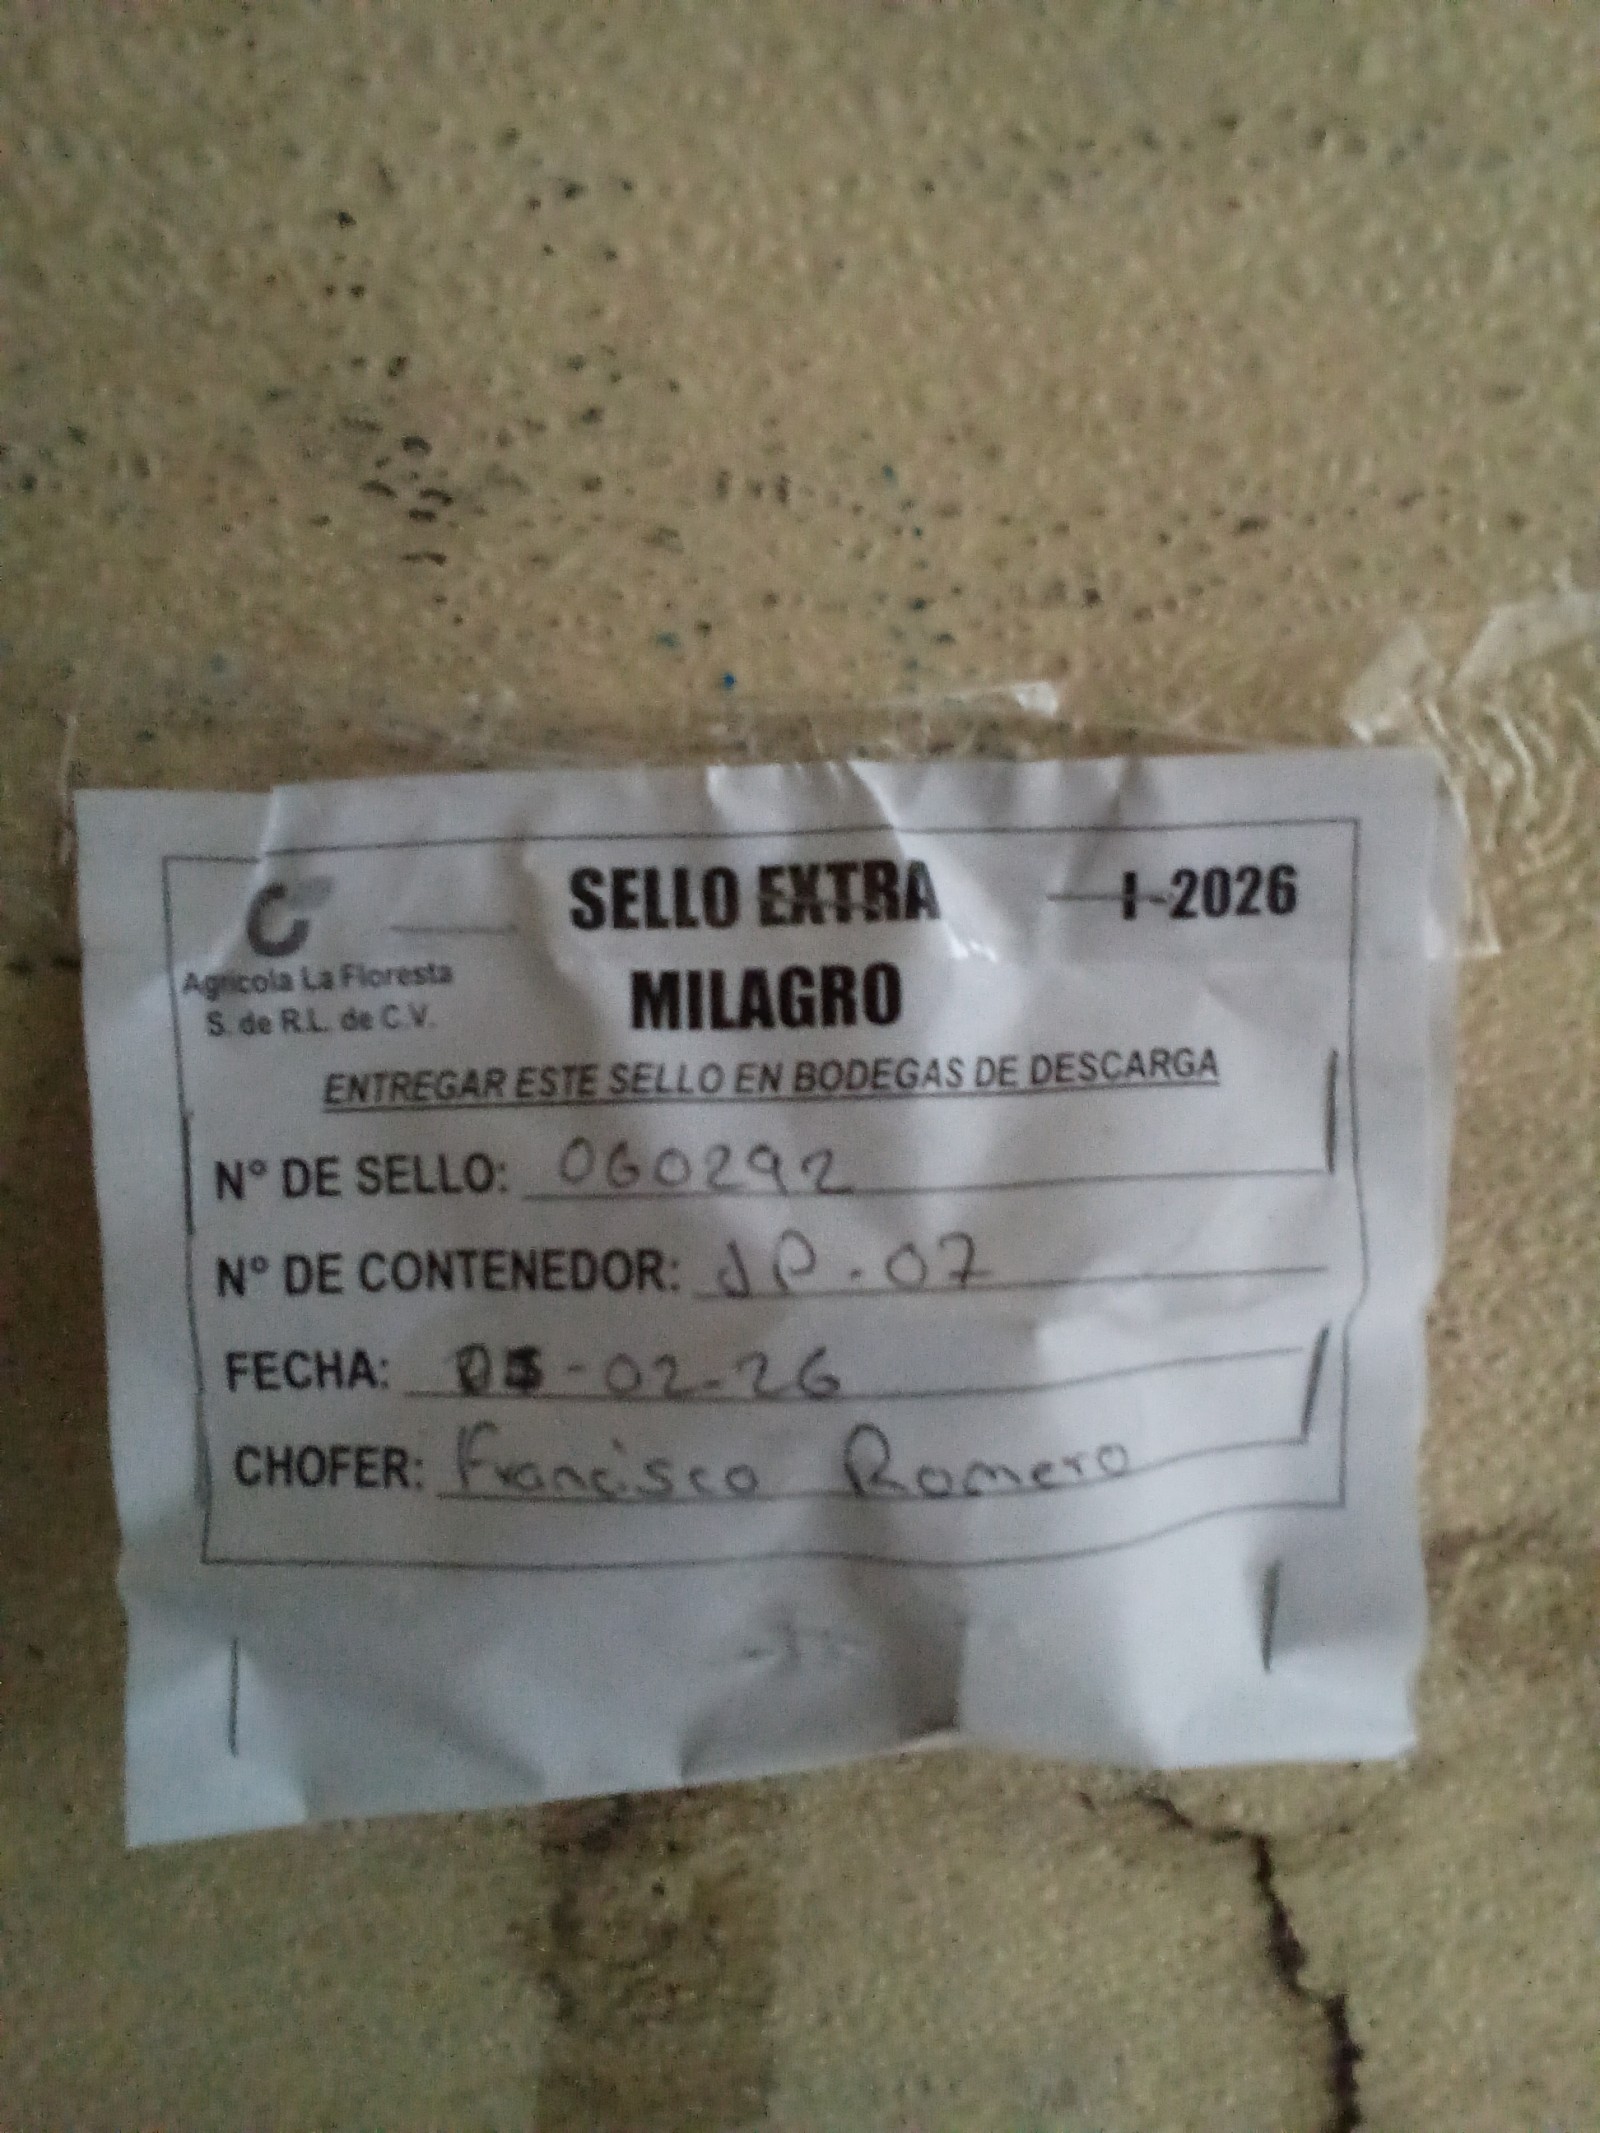 SELLO EXTRA I-2026
Agricola La Floresta
S. de R.L. de C.V.
MILAGRO
ENTREGAR ESTE SELLO EN BODEGAS DE DESCARGA
N° DE SELLO: 060292
N° DE CONTENEDOR: JP-07
FECHA: 05-02-26
CHOFER: Francisco Romero